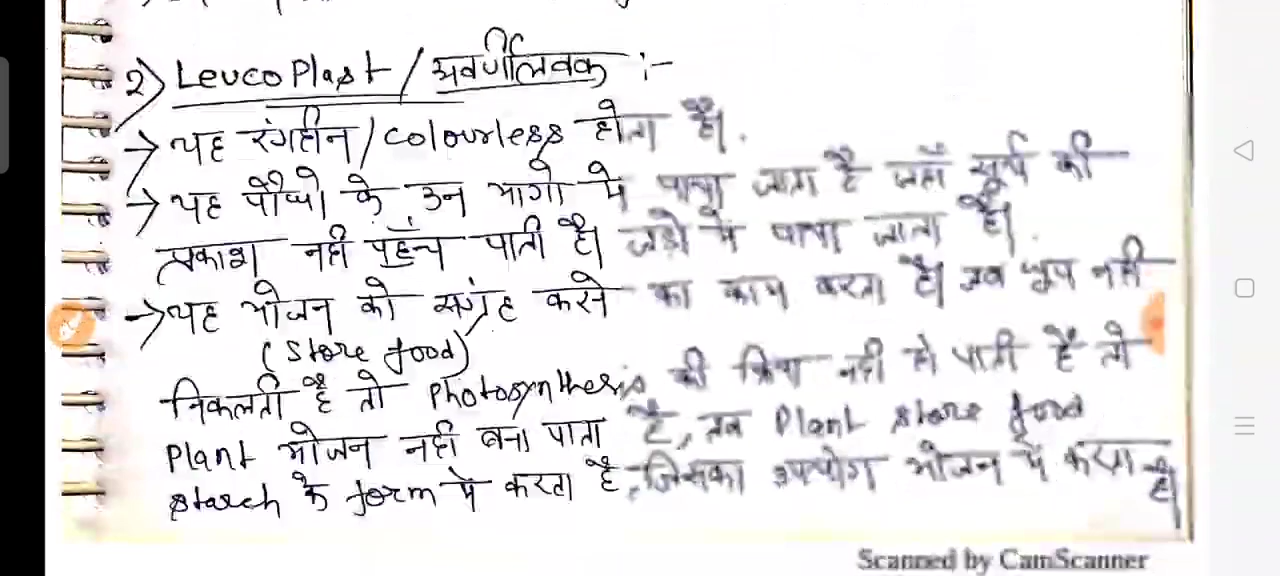 2) Leuco Plast / अवर्णीलवक :-
→ यह रंगहीन / colourless होता है।
→ यह पौधों के उन भागो में पाया जाता है जहाँ सूर्य की
प्रकाश नहीं पहुँच पाती है। जड़ो में पाया जाता है।
→ यह भोजन को संग्रह करने का काम करता है। जब धूप नहीं
(store food)
निकलती है तो Photosynthesis की क्रिया नहीं हो पाती है तो
Plant भोजन नहीं बना पाता है, तब Plant store food
starch के form में करता है, जिसका उपयोग भोजन में करता है।
Scanned by CamScanner